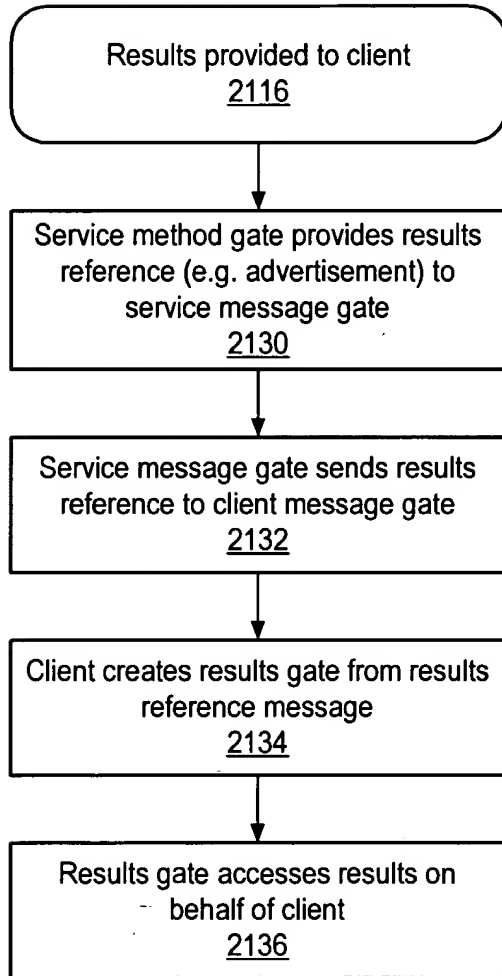 Results provided to client
2116
Service method gate provides results
reference (e.g. advertisement) to
service message gate
2130
Service message gate sends results
reference to client message gate
2132
Client creates results gate from results
reference message
2134
Results gate accesses results on
behalf of client
2136